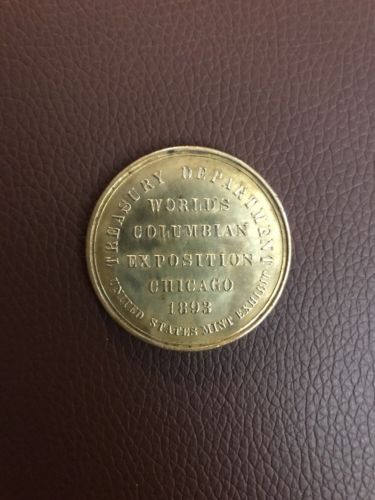 TREASURY DEPARTMENT
WORLD'S
COLUMBIAN
EXPOSITION
CHICAGO
1893
UNITED STATES MINT EXHIBIT